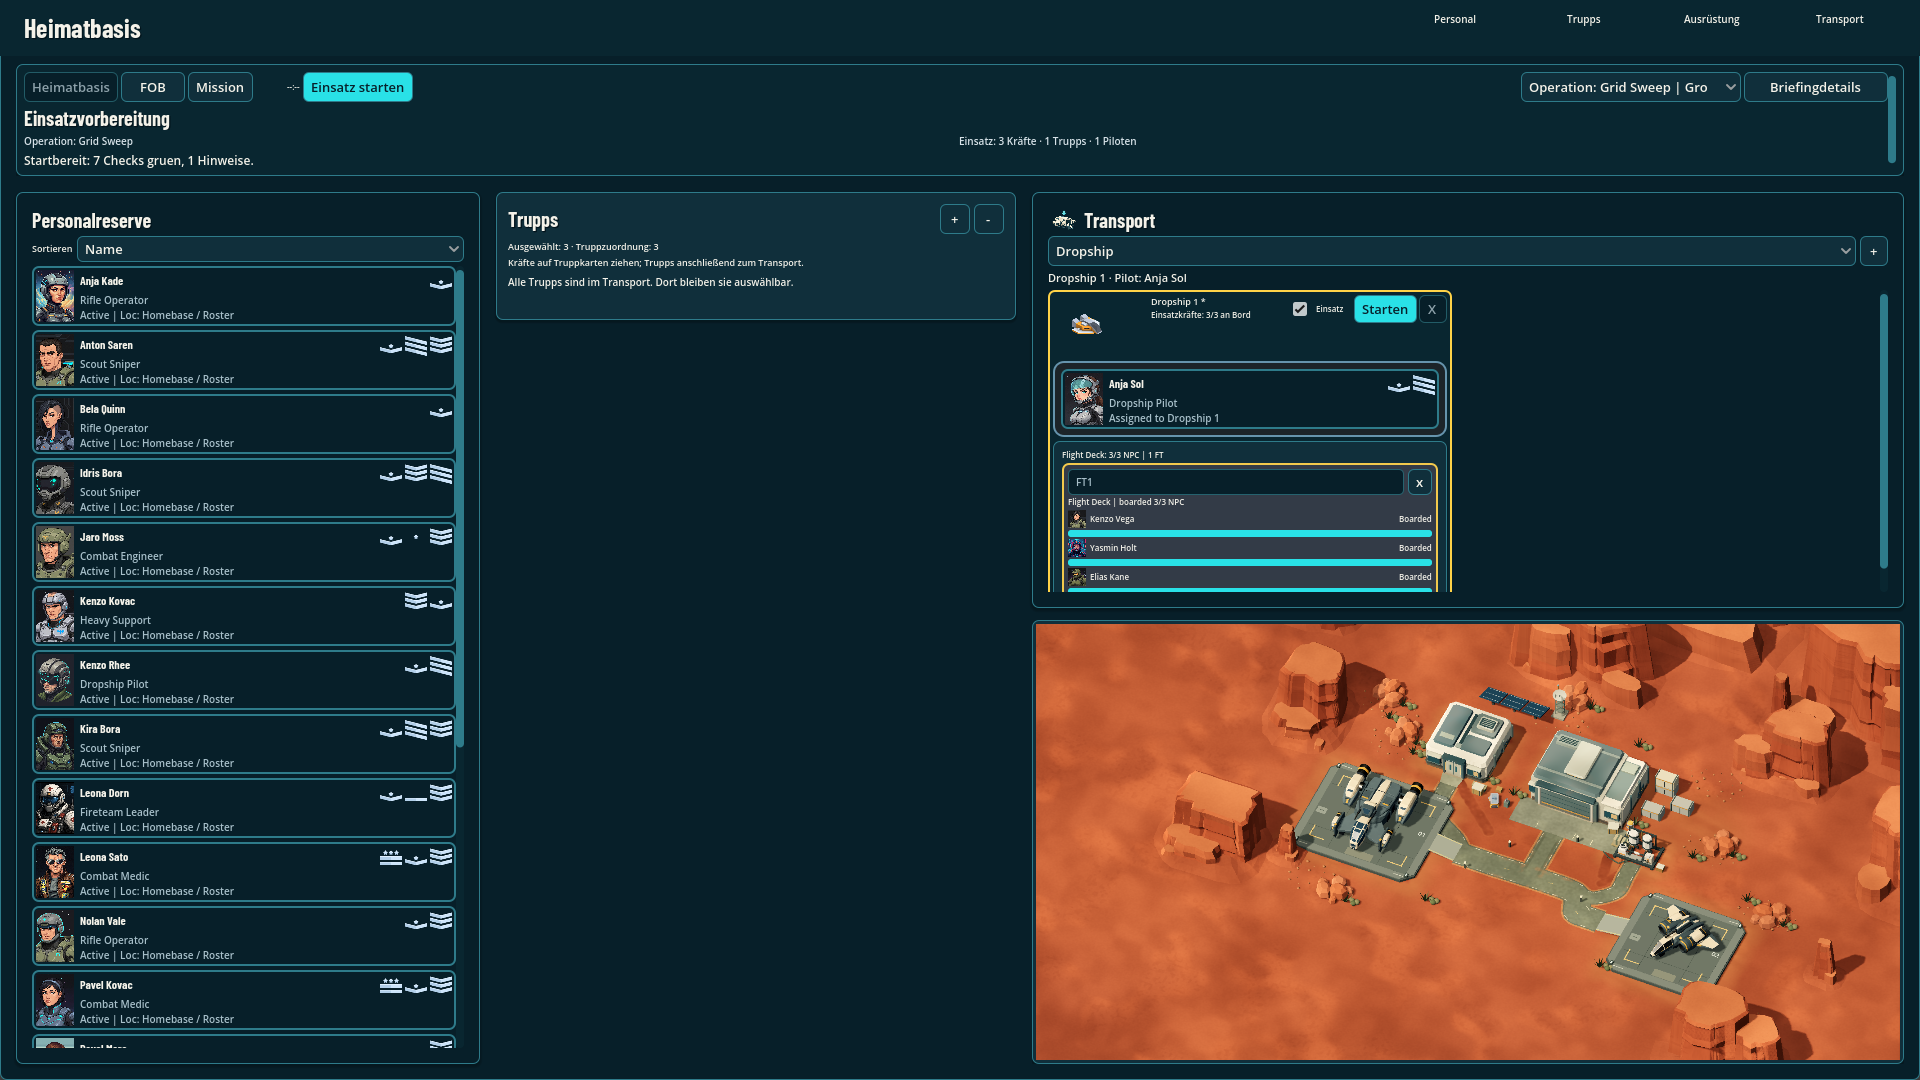 Heimatbasis
Personal
Trupps
Ausrüstung
Transport
Heimatbasis
FOB
Mission
--:--
Einsatz starten
Operation: Grid Sweep | Gro
Briefingdetails
Einsatzvorbereitung
Operation: Grid Sweep
Einsatz: 3 Kräfte · 1 Trupps · 1 Piloten
Startbereit: 7 Checks gruen, 1 Hinweise.
Personalreserve
Sortieren
Name
Anja Kade
Rifle Operator
Active | Loc: Homebase / Roster
Anton Saren
Scout Sniper
Active | Loc: Homebase / Roster
Bela Quinn
Rifle Operator
Active | Loc: Homebase / Roster
Idris Bora
Scout Sniper
Active | Loc: Homebase / Roster
Jaro Moss
Combat Engineer
Active | Loc: Homebase / Roster
Kenzo Kovac
Heavy Support
Active | Loc: Homebase / Roster
Kenzo Rhee
Dropship Pilot
Active | Loc: Homebase / Roster
Kira Bora
Scout Sniper
Active | Loc: Homebase / Roster
Leona Dorn
Fireteam Leader
Active | Loc: Homebase / Roster
Leona Sato
Combat Medic
Active | Loc: Homebase / Roster
Nolan Vale
Rifle Operator
Active | Loc: Homebase / Roster
Pavel Kovac
Combat Medic
Active | Loc: Homebase / Roster
Trupps
+
-
Ausgewählt: 3 · Truppzuordnung: 3
Kräfte auf Truppkarten ziehen; Trupps anschließend zum Transport.
Alle Trupps sind im Transport. Dort bleiben sie auswählbar.
Transport
Dropship
+
Dropship 1 · Pilot: Anja Sol
Dropship 1 *
Einsatzkräfte: 3/3 an Bord
Einsatz
Starten
X
Anja Sol
Dropship Pilot
Assigned to Dropship 1
Flight Deck: 3/3 NPC | 1 FT
FT1
x
Flight Deck | boarded 3/3 NPC
Kenzo Vega
Boarded
Yasmin Holt
Boarded
Elias Kane
Boarded